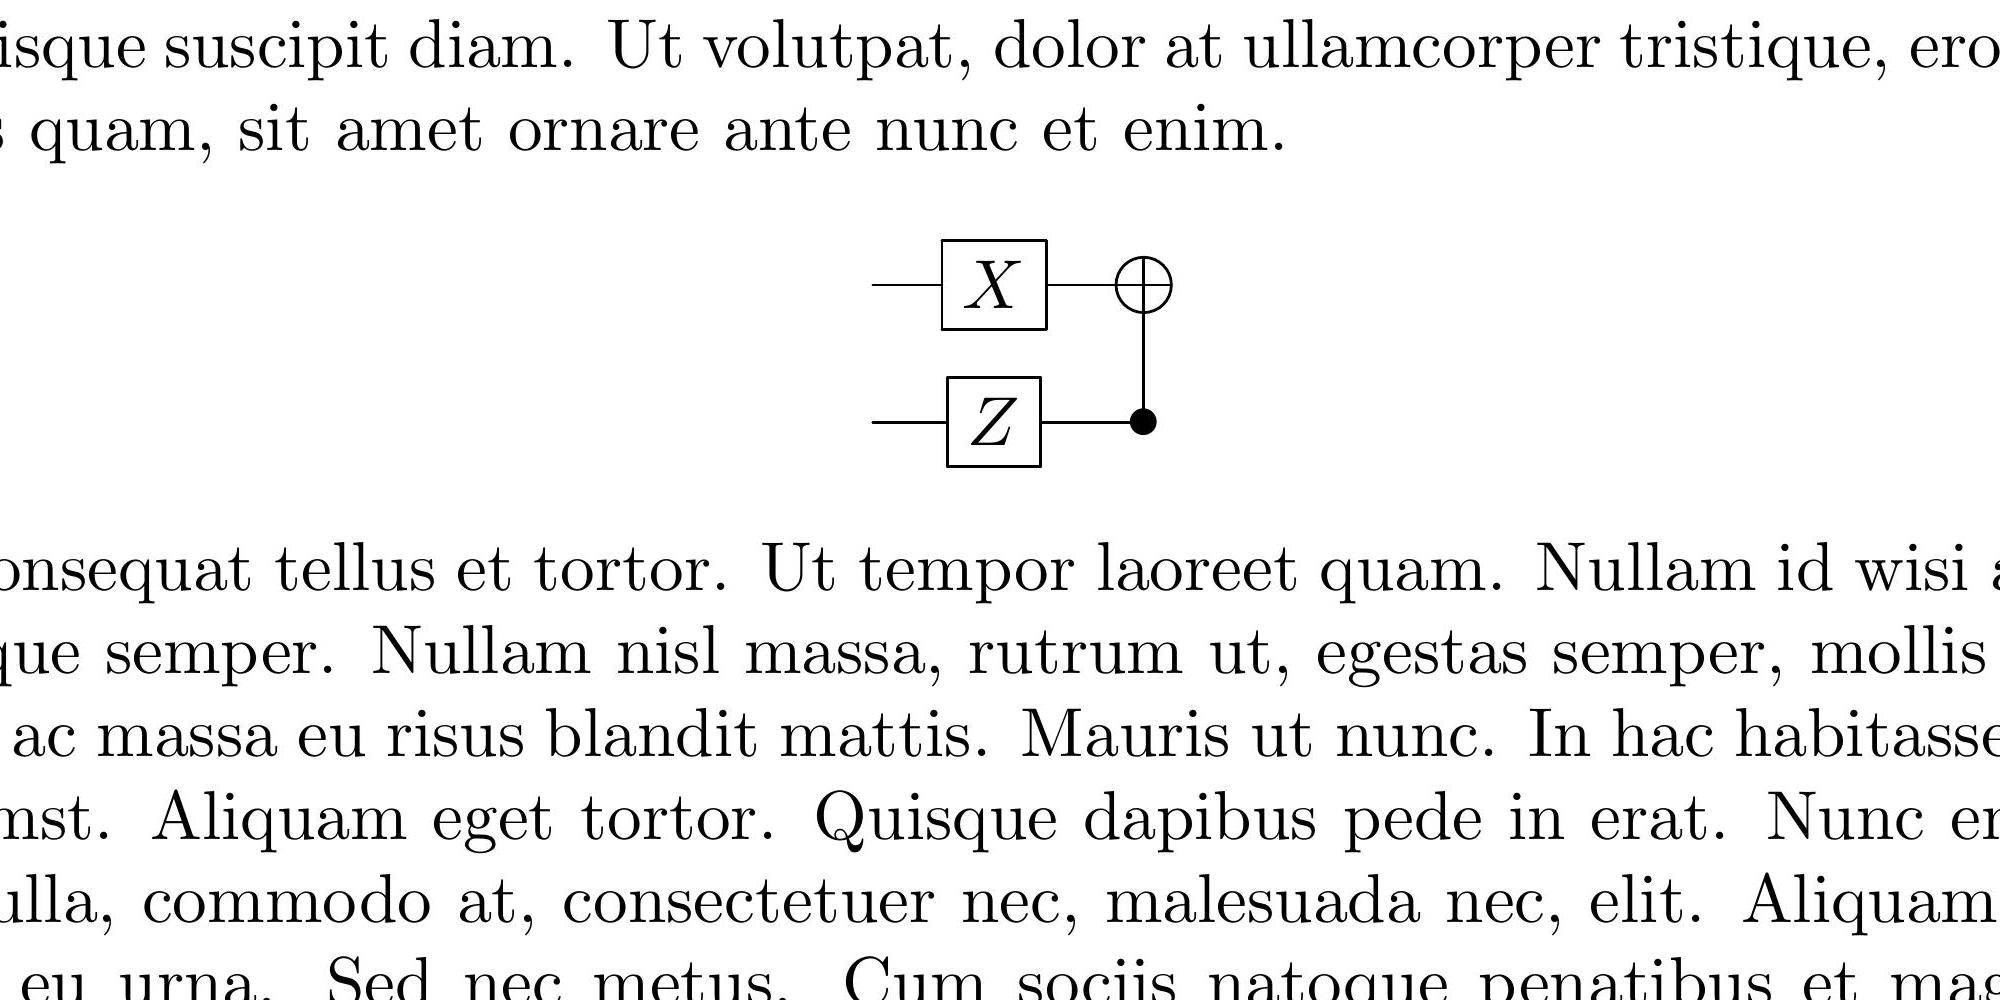 isque suscipit diam. Ut volutpat, dolor at ullamcorper tristique, ero
quam, sit amet ornare ante nunc et enim.
X
Z
onsequat tellus et tortor. Ut tempor laoreet quam. Nullam id wisi a
que semper. Nullam nisl massa, rutrum ut, egestas semper, mollis
ac massa eu risus blandit mattis. Mauris ut nunc. In hac habitasse
mst. Aliquam eget tortor. Quisque dapibus pede in erat. Nunc en
ulla, commodo at, consectetuer nec, malesuada nec, elit. Aliquam
eu urna. Sed nec metus. Cum sociis natoque penatibus et mag